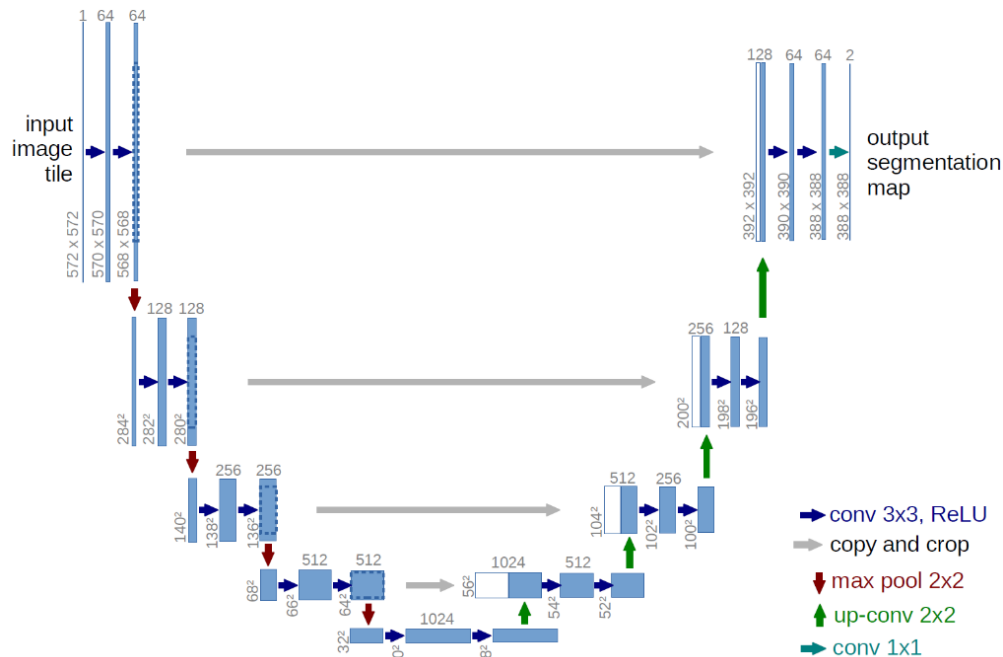 1 64 64
128 64 64 2
input
image
tile
output
segmentation
map
572 x 572
570 x 570
568 x 568
392 x 392
390 x 390
388 x 388
388 x 388
128 128
256 128
284²
282²
280²
200²
198²
196²
256 256
512 256
140²
138²
136²
104²
102²
100²
512 512
1024 512
68²
66²
64²
56²
54²
52²
1024
32²
conv 3x3, ReLU
copy and crop
max pool 2x2
up-conv 2x2
conv 1x1